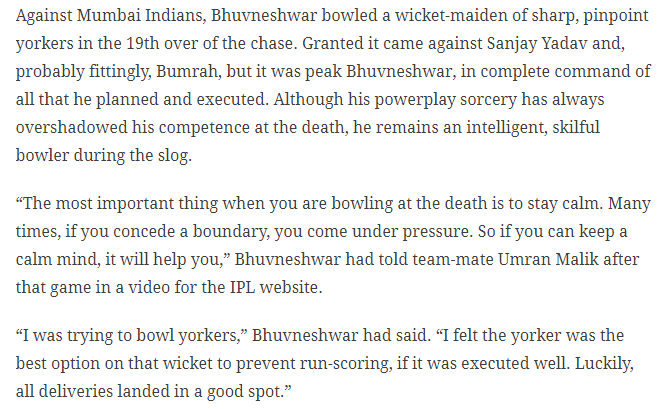 Against Mumbai Indians, Bhuvneshwar bowled a wicket-maiden of sharp, pinpoint
yorkers in the 19th over of the chase. Granted it came against Sanjay Yadav and,
probably fittingly, Bumrah, but it was peak Bhuvneshwar, in complete command of
all that he planned and executed. Although his powerplay sorcery has always
overshadowed his competence at the death, he remains an intelligent, skilful
bowler during the slog.
“The most important thing when you are bowling at the death is to stay calm. Many
times, if you concede a boundary, you come under pressure. So if you can keep a
calm mind, it will help you,” Bhuvneshwar had told team-mate Umran Malik after
that game in a video for the IPL website.
“I was trying to bowl yorkers,” Bhuvneshwar had said. “I felt the yorker was the
best option on that wicket to prevent run-scoring, if it was executed well. Luckily,
all deliveries landed in a good spot.”